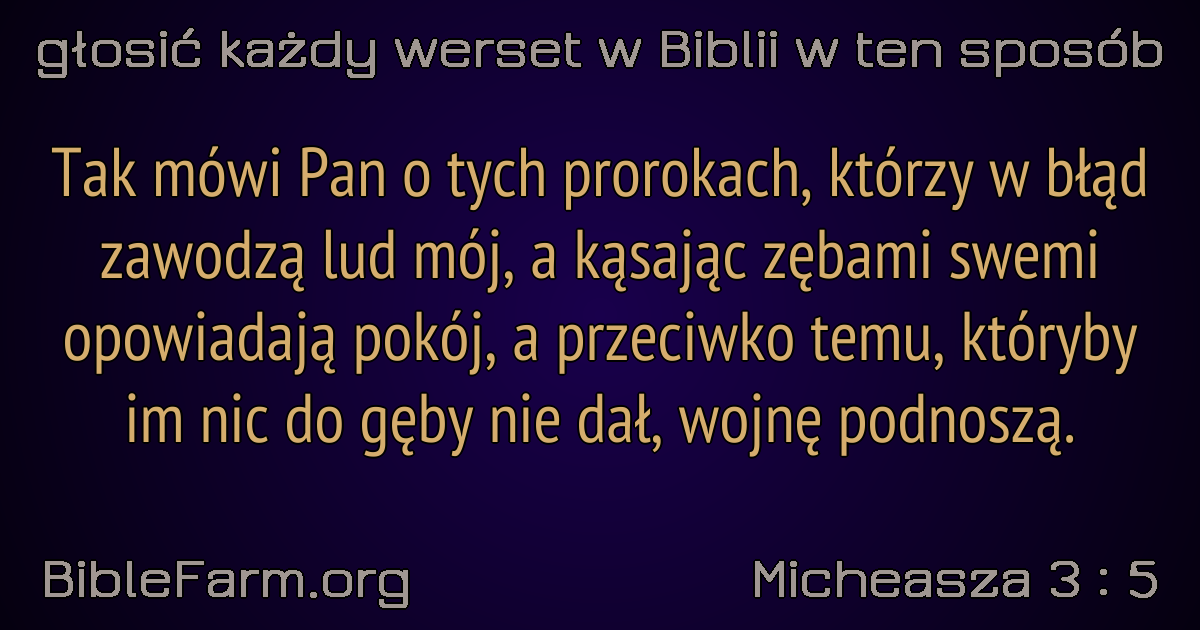 głosić każdy werset w Biblii w ten sposób
Tak mówi Pan o tych prorokach, którzy w błąd
zawodzą lud mój, a kąsając zębami swemi
opowiadają pokój, a przeciwko temu, któryby
im nic do gęby nie dał, wojnę podnoszą.
BibleFarm.org
Micheasza 3 : 5